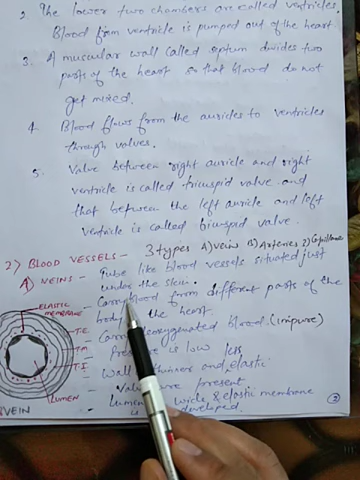 2. The lower two chambers are called ventricles.
Blood from ventricle is pumped out of the heart.
3. A muscular wall called septum divides two
parts of the heart so that blood do not
get mixed.
4. Blood flows from the auricles to ventricles
through valves.
5. Valve between right auricle and right
ventricle is called tricuspid valve and
that between the left auricle and left
ventricle is called bicuspid valve.
2) BLOOD VESSELS - 3 types A) Vein B) Arteries 3) Capillaries
A) VEINS - Tube like blood vessels situated just
under the skin.
- Carry blood from different parts of the
body the heart.
- Carry deoxygenated blood. (impure)
- Pressure is low less
- Wall thinner and elastic
- Valve are present
- Lumen wide & elastic membrane
is developed.
ELASTIC
MEMBRANE
T.E.
T.M
T.I
LUMEN
VEIN
2